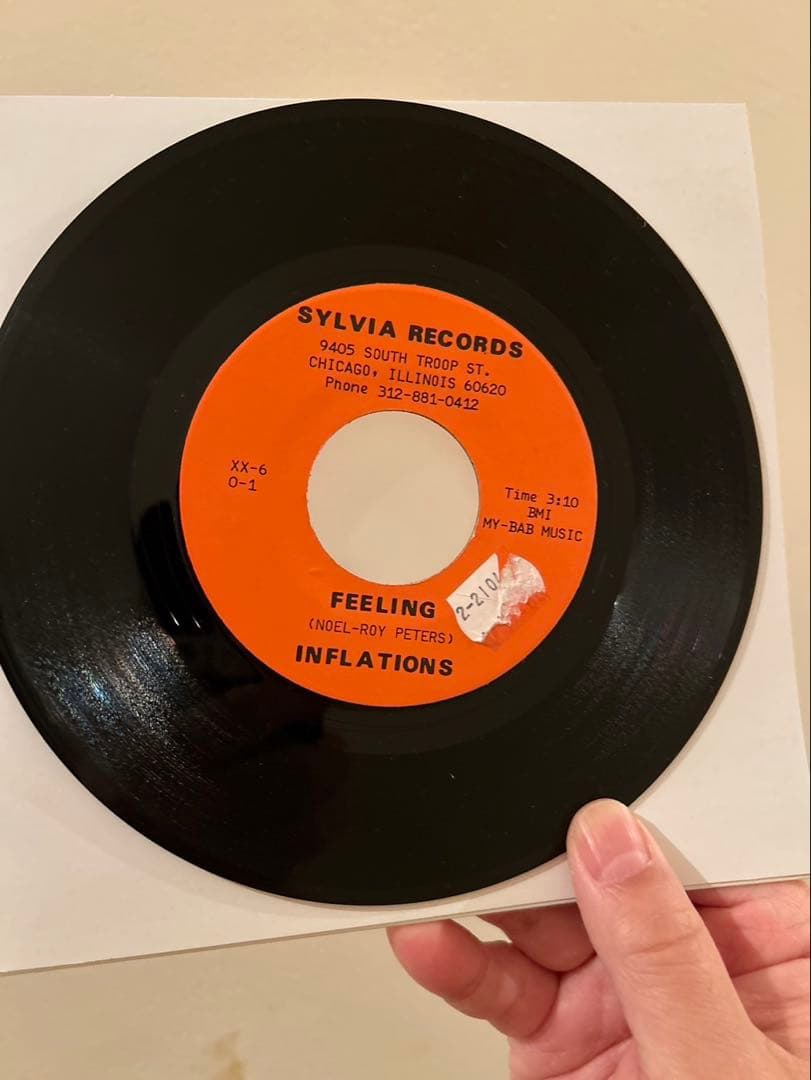 SYLVIA RECORDS
9405 SOUTH TROOP ST.
CHICAGO, ILLINOIS 60620
Phone 312-881-0412
XX-6
O-1
Time 3:10
BMI
MY-BAB MUSIC
FEELING
(NOEL-ROY PETERS)
INFLATIONS